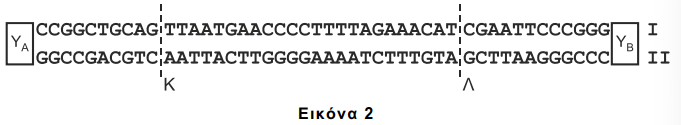 YA CCGGCTGCAG TTAATGAACCCCTTTTAGAAACAT CGAATTCCCGGG YB I
GGCCGACGTC AATTACTTGGGGAAAATCTTTGTA GCTTAAGGGCCC II
Κ Λ
Εικόνα 2